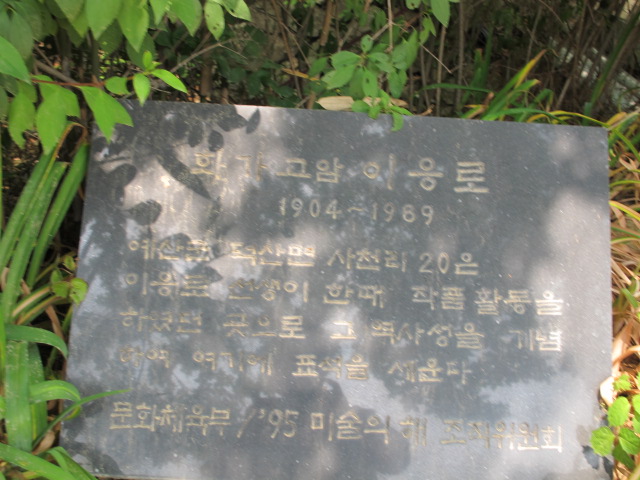 화가 고암 이응로
1904~1989
예산군 덕산면 사천리 20은
이응로 선생이 한때 작품활동을
하였던 곳으로 그 역사성을 기념
하여 여기에 표석을 세운다
문화체육부/'95 미술의 해 조직위원회